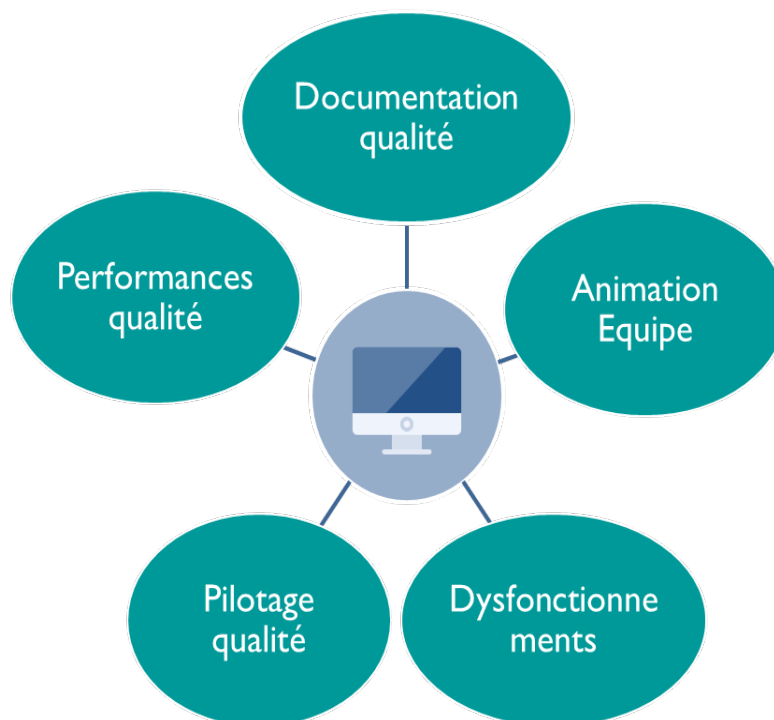 Documentation
qualité
Performances
qualité
Animation
Equipe
Pilotage
qualité
Dysfonctionne
ments